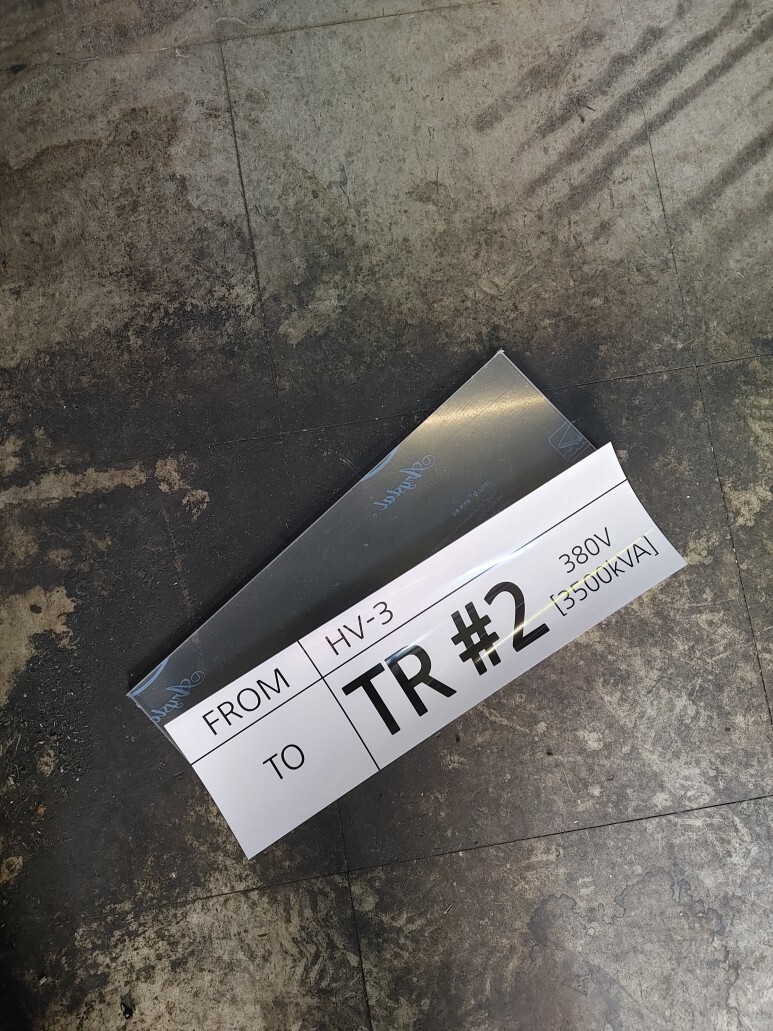 FROM HV-3
TO TR #2 380V
[3500kVA]